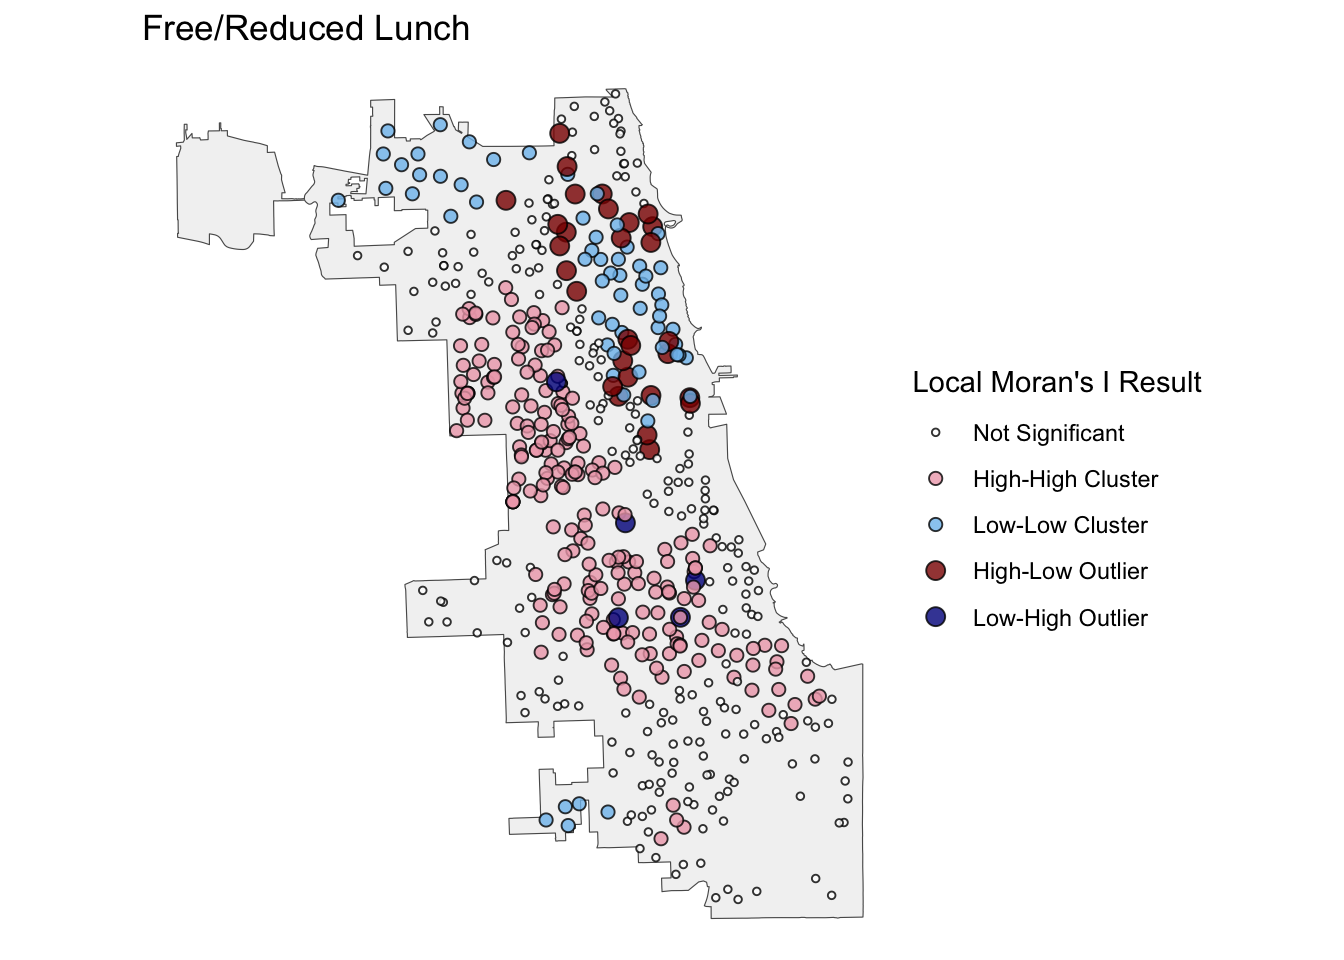 Free/Reduced Lunch
Local Moran's I Result
Not Significant
High-High Cluster
Low-Low Cluster
High-Low Outlier
Low-High Outlier